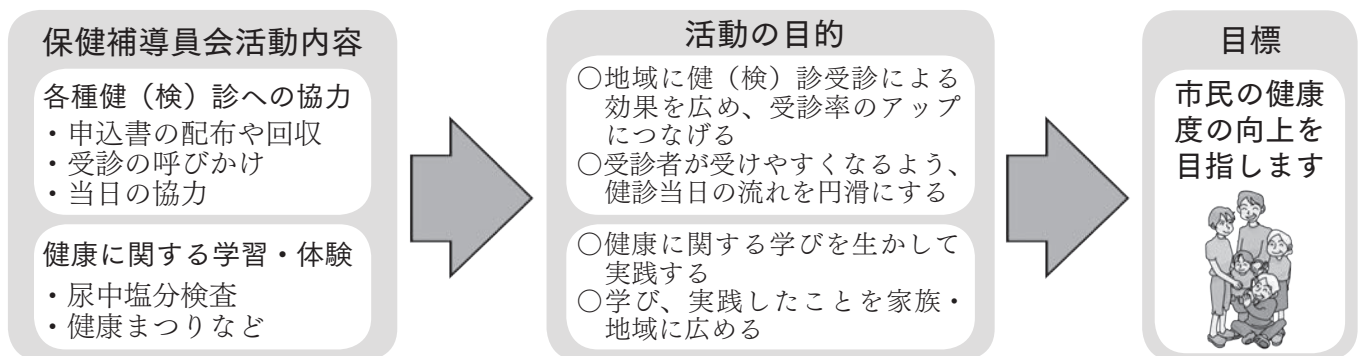 保健補導員会活動内容
各種健（検）診への協力
・申込書の配布や回収
・受診の呼びかけ
・当日の協力
健康に関する学習・体験
・尿中塩分検査
・健康まつりなど
活動の目的
○地域に健（検）診受診による
効果を広め、受診率のアップ
につなげる
○受診者が受けやすくなるよう、
健診当日の流れを円滑にする
○健康に関する学びを生かして
実践する
○学び、実践したことを家族・
地域に広める
目標
市民の健康
度の向上を
目指します